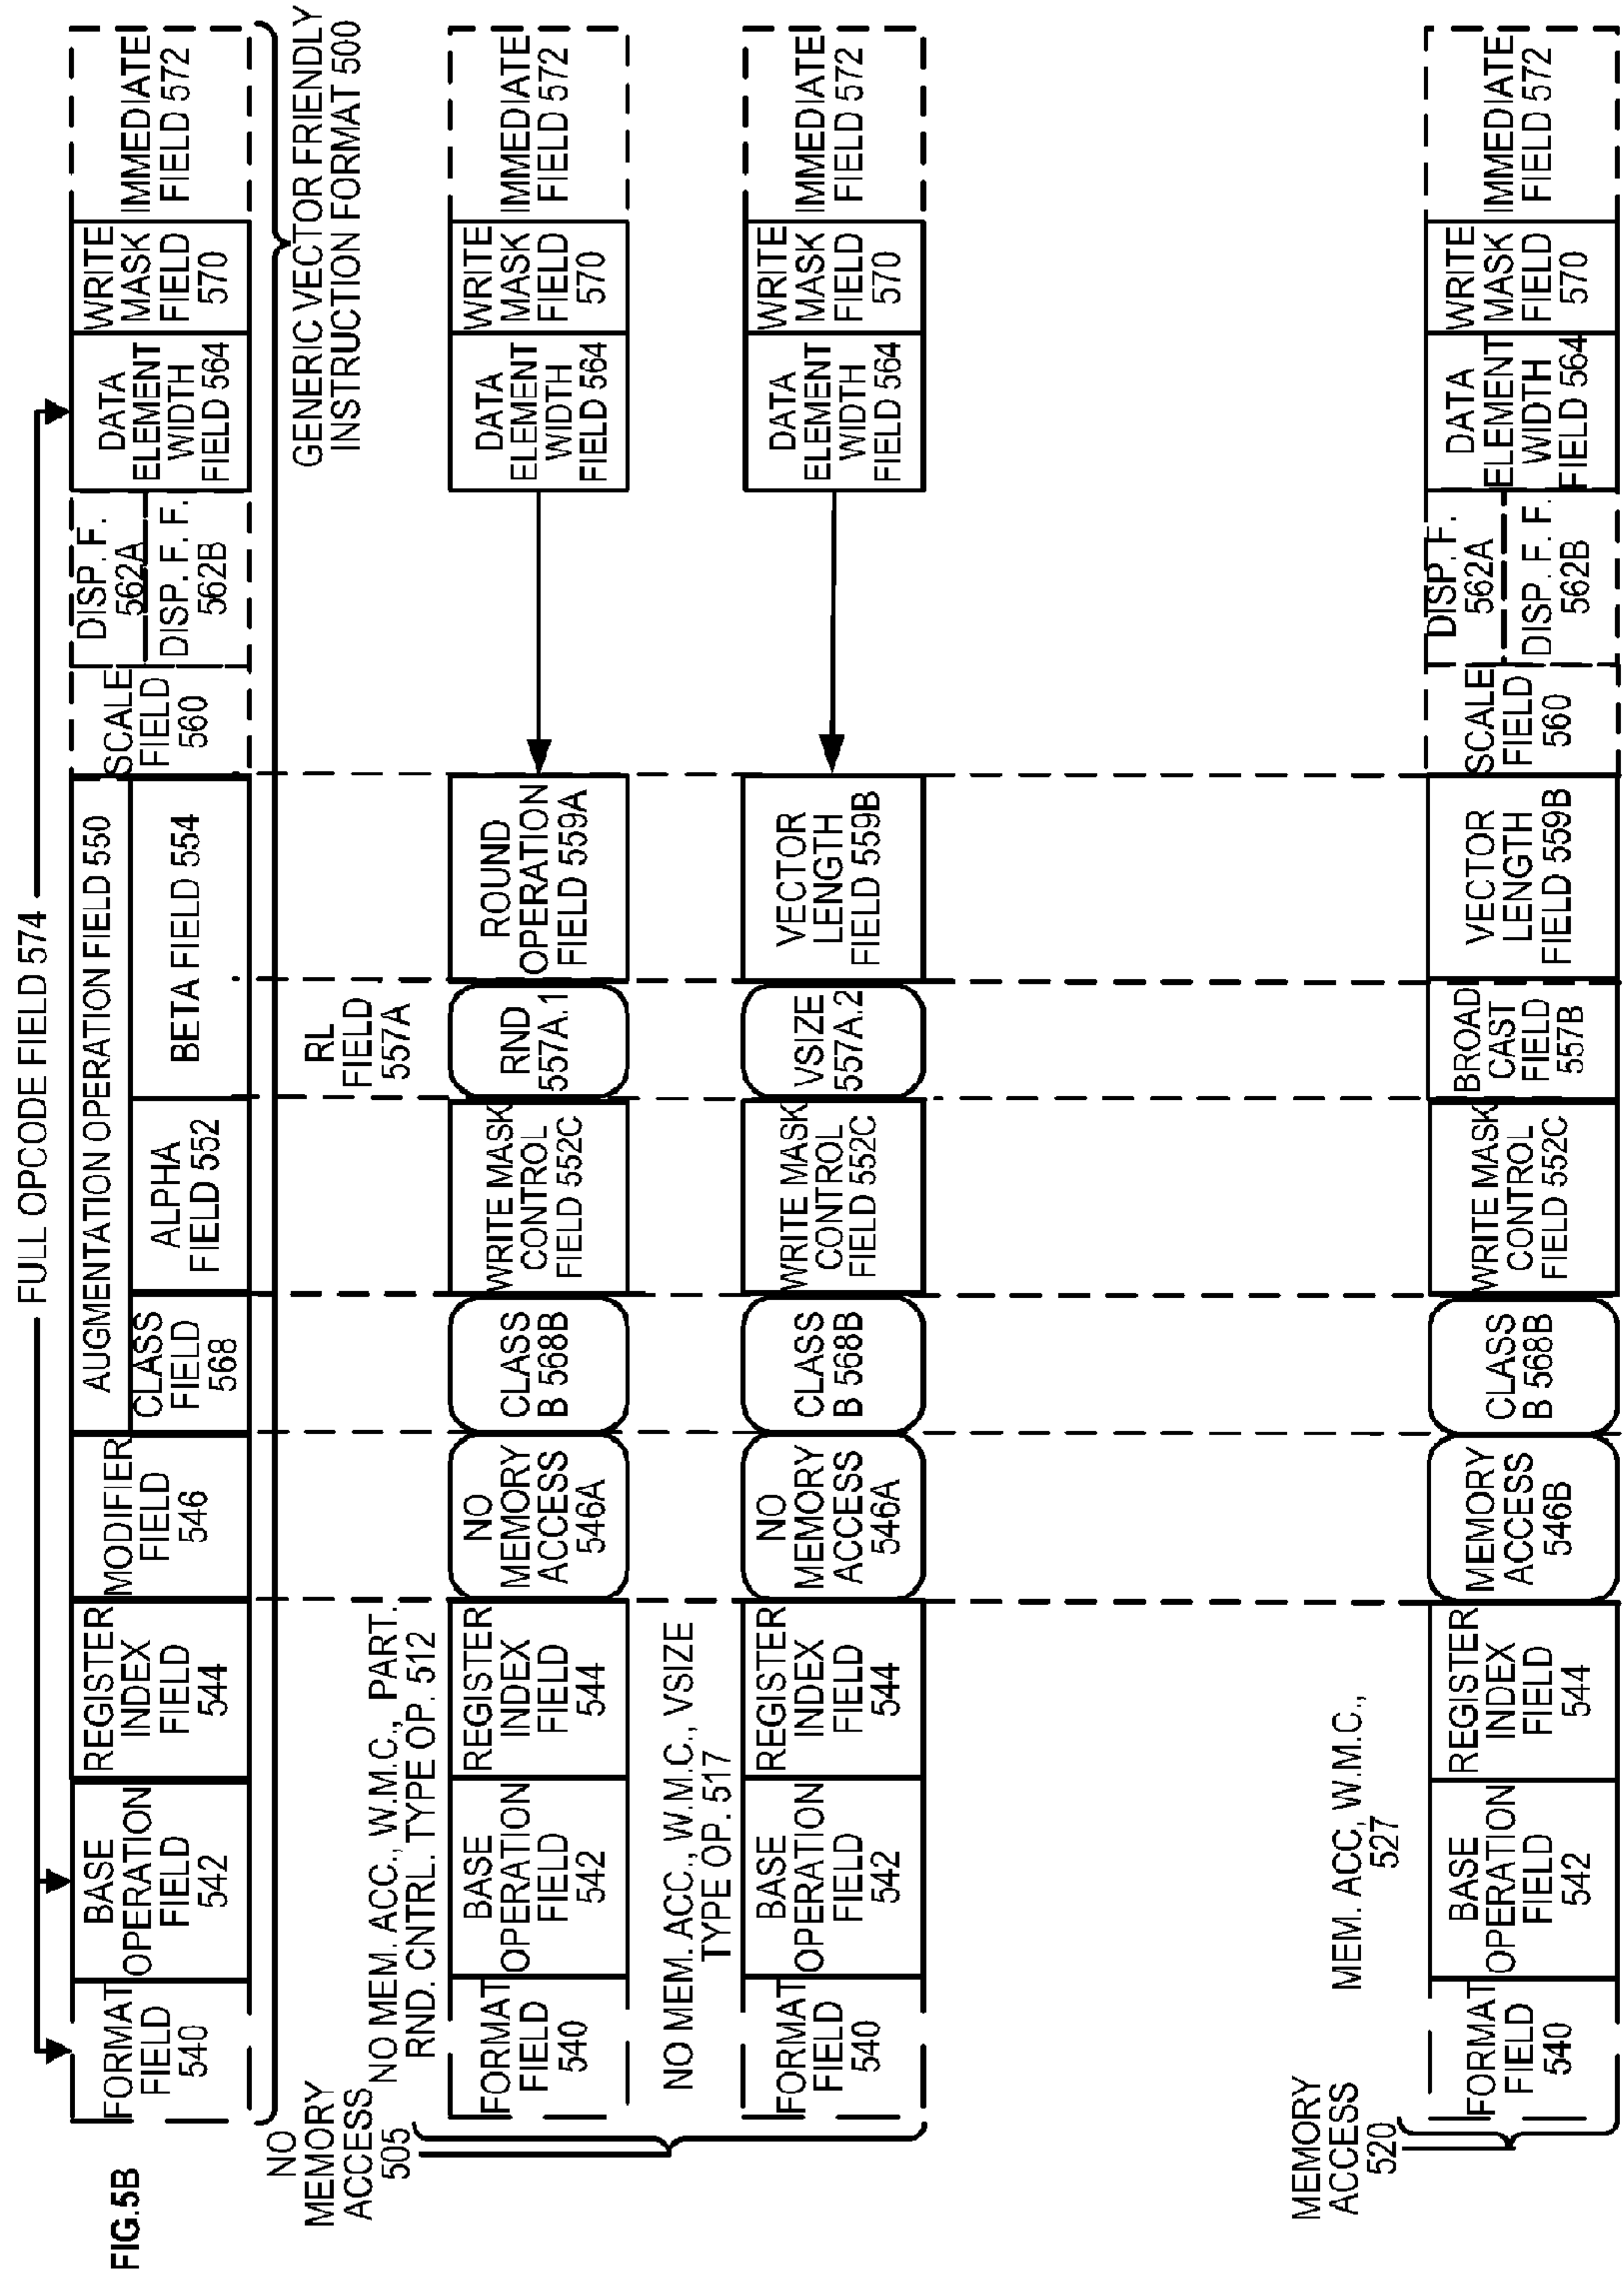 FIG.5B
FULL OPCODE FIELD 574
FORMAT
FIELD
540
BASE
OPERATION
FIELD
542
REGISTER
INDEX
FIELD
544
MODIFIER
FIELD
546
AUGMENTATION OPERATION FIELD 550
CLASS
FIELD
568
ALPHA
FIELD 552
BETA FIELD 554
SCALE
FIELD
560
DISP. F.
562A
DISP. F. F.
562B
DATA
ELEMENT
WIDTH
FIELD 564
WRITE
MASK
FIELD
570
IMMEDIATE
FIELD 572
GENERIC VECTOR FRIENDLY
INSTRUCTION FORMAT 500
NO
MEMORY
ACCESS
505
NO MEM. ACC., W.M.C., PART.
RND. CNTRL. TYPE OP. 512
RL
FIELD
557A
FORMAT
FIELD
540
BASE
OPERATION
FIELD
542
REGISTER
INDEX
FIELD
544
NO
MEMORY
ACCESS
546A
CLASS
B 568B
WRITE MASK
CONTROL
FIELD 552C
RND
557A.1
ROUND
OPERATION
FIELD 559A
DATA
ELEMENT
WIDTH
FIELD 564
WRITE
MASK
FIELD
570
IMMEDIATE
FIELD 572
NO MEM. ACC., W.M.C., VSIZE
TYPE OP. 517
FORMAT
FIELD
540
BASE
OPERATION
FIELD
542
REGISTER
INDEX
FIELD
544
NO
MEMORY
ACCESS
546A
CLASS
B 568B
WRITE MASK
CONTROL
FIELD 552C
VSIZE
557A.2
VECTOR
LENGTH
FIELD 559B
DATA
ELEMENT
WIDTH
FIELD 564
WRITE
MASK
FIELD
570
IMMEDIATE
FIELD 572
MEMORY
ACCESS
520
MEM. ACC, W.M.C.,
527
FORMAT
FIELD
540
BASE
OPERATION
FIELD
542
REGISTER
INDEX
FIELD
544
MEMORY
ACCESS
546B
CLASS
B 568B
WRITE MASK
CONTROL
FIELD 552C
BROAD
CAST
FIELD
557B
VECTOR
LENGTH
FIELD 559B
SCALE
FIELD
560
DISP. F.
562A
DISP. F. F.
562B
DATA
ELEMENT
WIDTH
FIELD 564
WRITE
MASK
FIELD
570
IMMEDIATE
FIELD 572